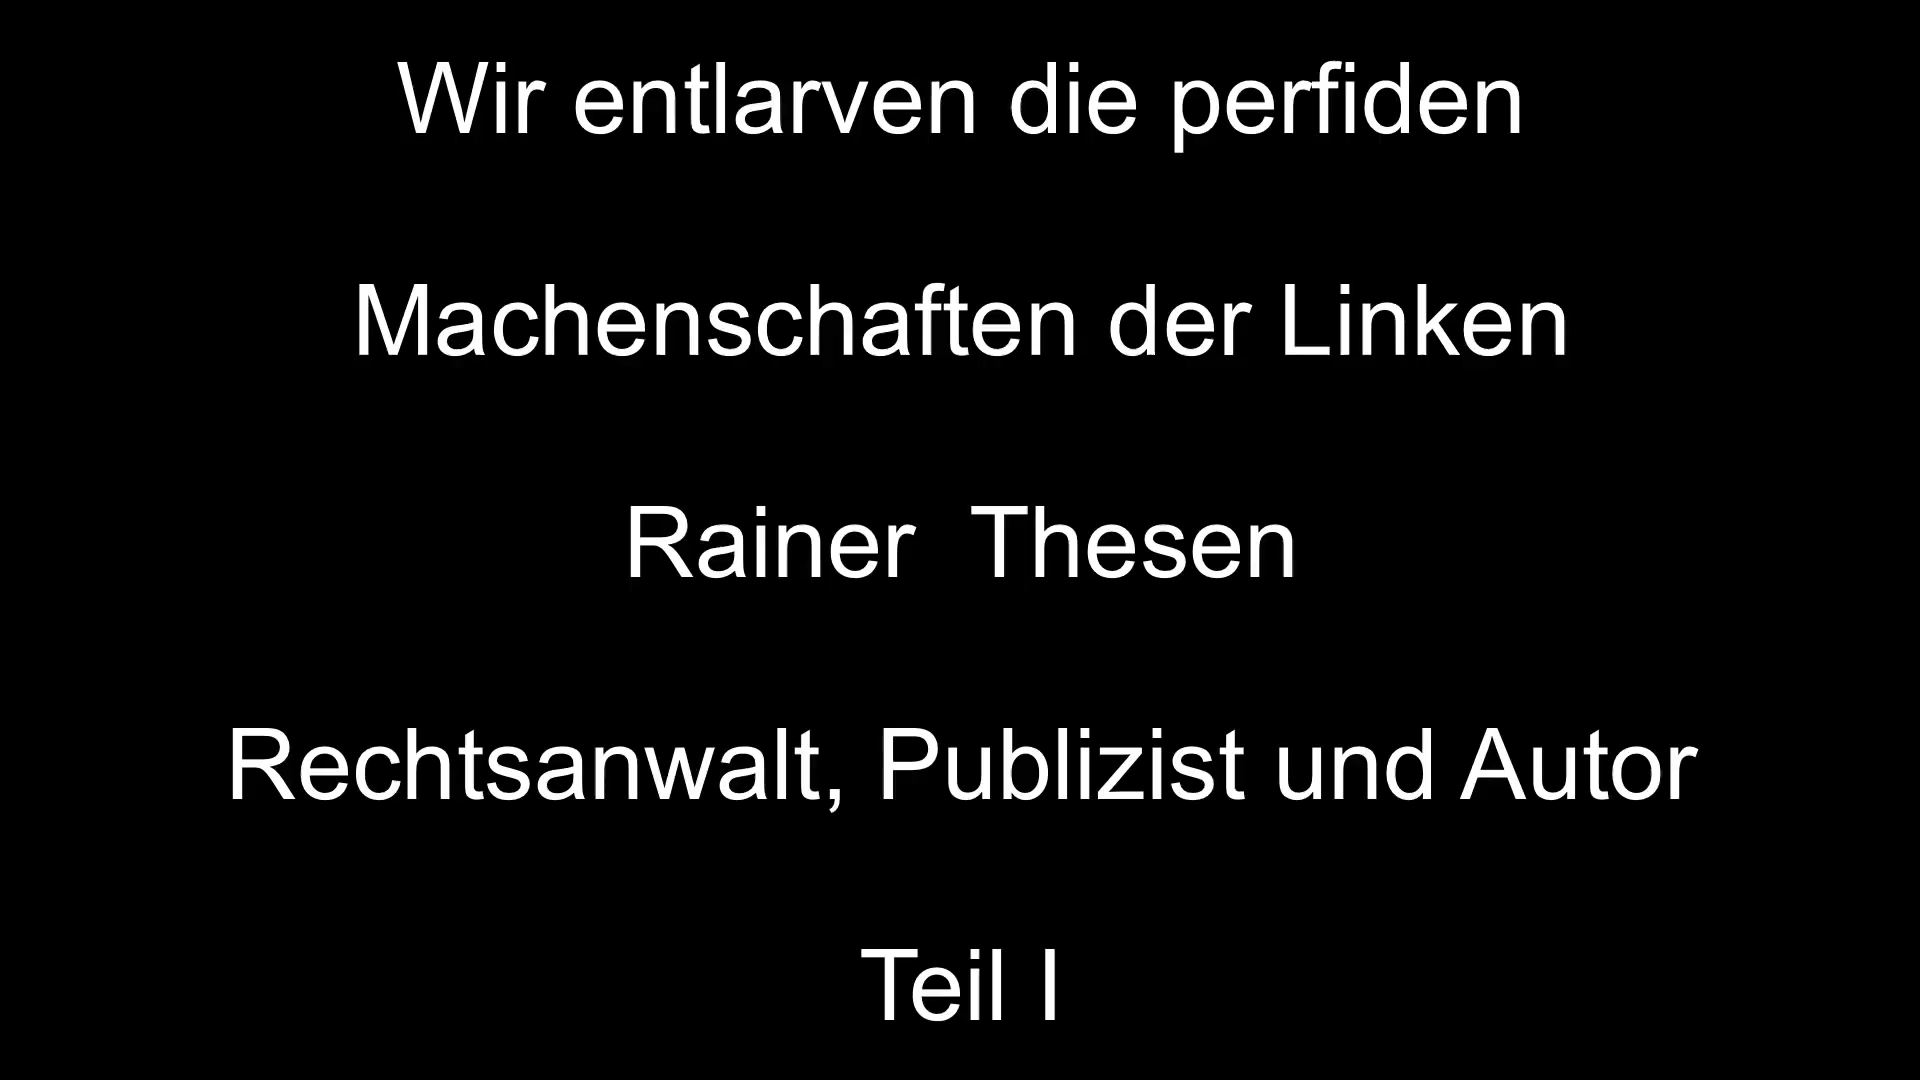 Wir entlarven die perfiden
Machenschaften der Linken
Rainer  Thesen
Rechtsanwalt, Publizist und Autor
Teil I